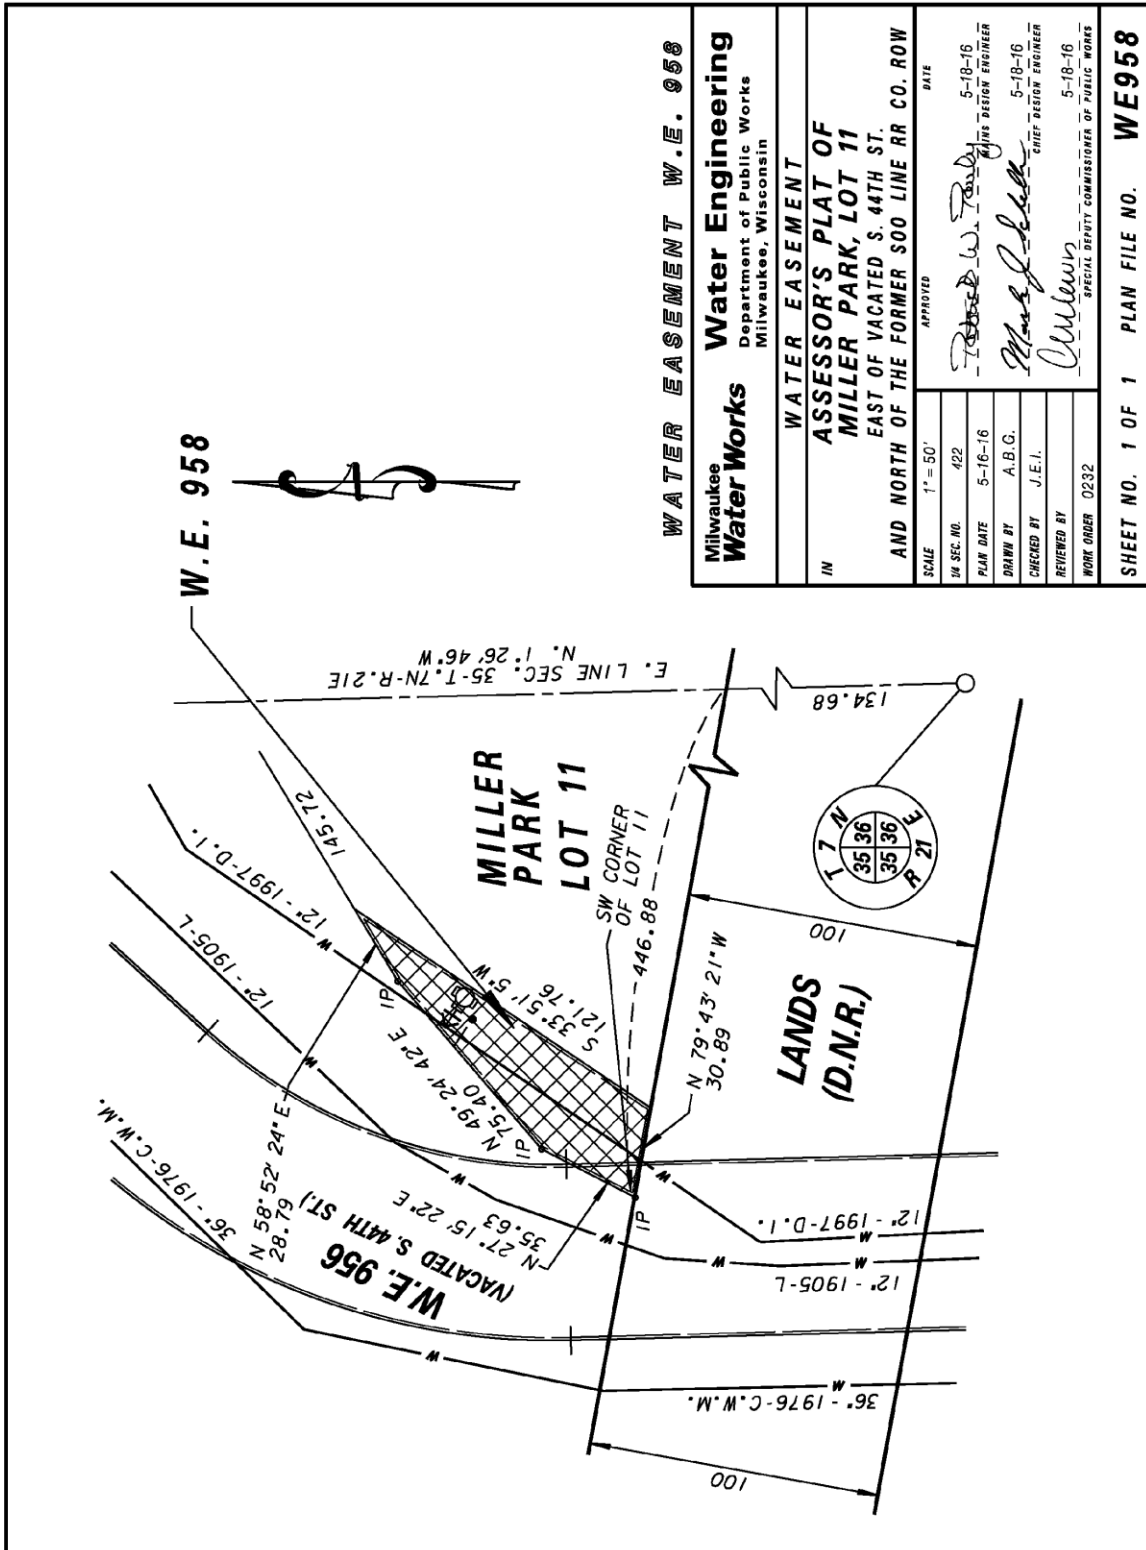 W.E. 958
N
E. LINE SEC. 35-T.7N-R.21E
N. 1°26'46"W
145.72
12"-1997-D.I.
12"-1905-L
36"-1976-C.W.M.
W
W
W
W
W
W
W
W
W
W
W
W
N 58° 52' 24" E
28.79
IP
IP
IP
N 49° 24' 42" E
75.40
S 33° 51' 5" W
121.76
N 27° 15' 22" E
35.63
W.E. 956
(VACATED S. 44TH ST.)
MILLER
PARK
LOT 11
SW CORNER
OF LOT 11
446.88
134.68
N 79° 43' 21" W
30.89
LANDS
(D.N.R.)
100
100
T 7 N
35 36
35 36
R 21 E
12" - 1997-D.I.
12" - 1905-L
36" - 1976-C.W.M.
WATER EASEMENT W.E. 958
Milwaukee
Water Works
Water Engineering
Department of Public Works
Milwaukee, Wisconsin
WATER EASEMENT
IN
ASSESSOR'S PLAT OF
MILLER PARK, LOT 11
EAST OF VACATED S. 44TH ST.
AND NORTH OF THE FORMER SOO LINE RR CO. ROW
SCALE 1" = 50'
1/4 SEC. NO. 422
PLAN DATE 5-16-16
DRAWN BY A.B.G.
CHECKED BY J.E.I.
REVIEWED BY
WORK ORDER 0232
APPROVED DATE
5-18-16
MAINS DESIGN ENGINEER
5-18-16
CHIEF DESIGN ENGINEER
5-18-16
SPECIAL DEPUTY COMMISSIONER OF PUBLIC WORKS
SHEET NO. 1 OF 1 PLAN FILE NO. WE958